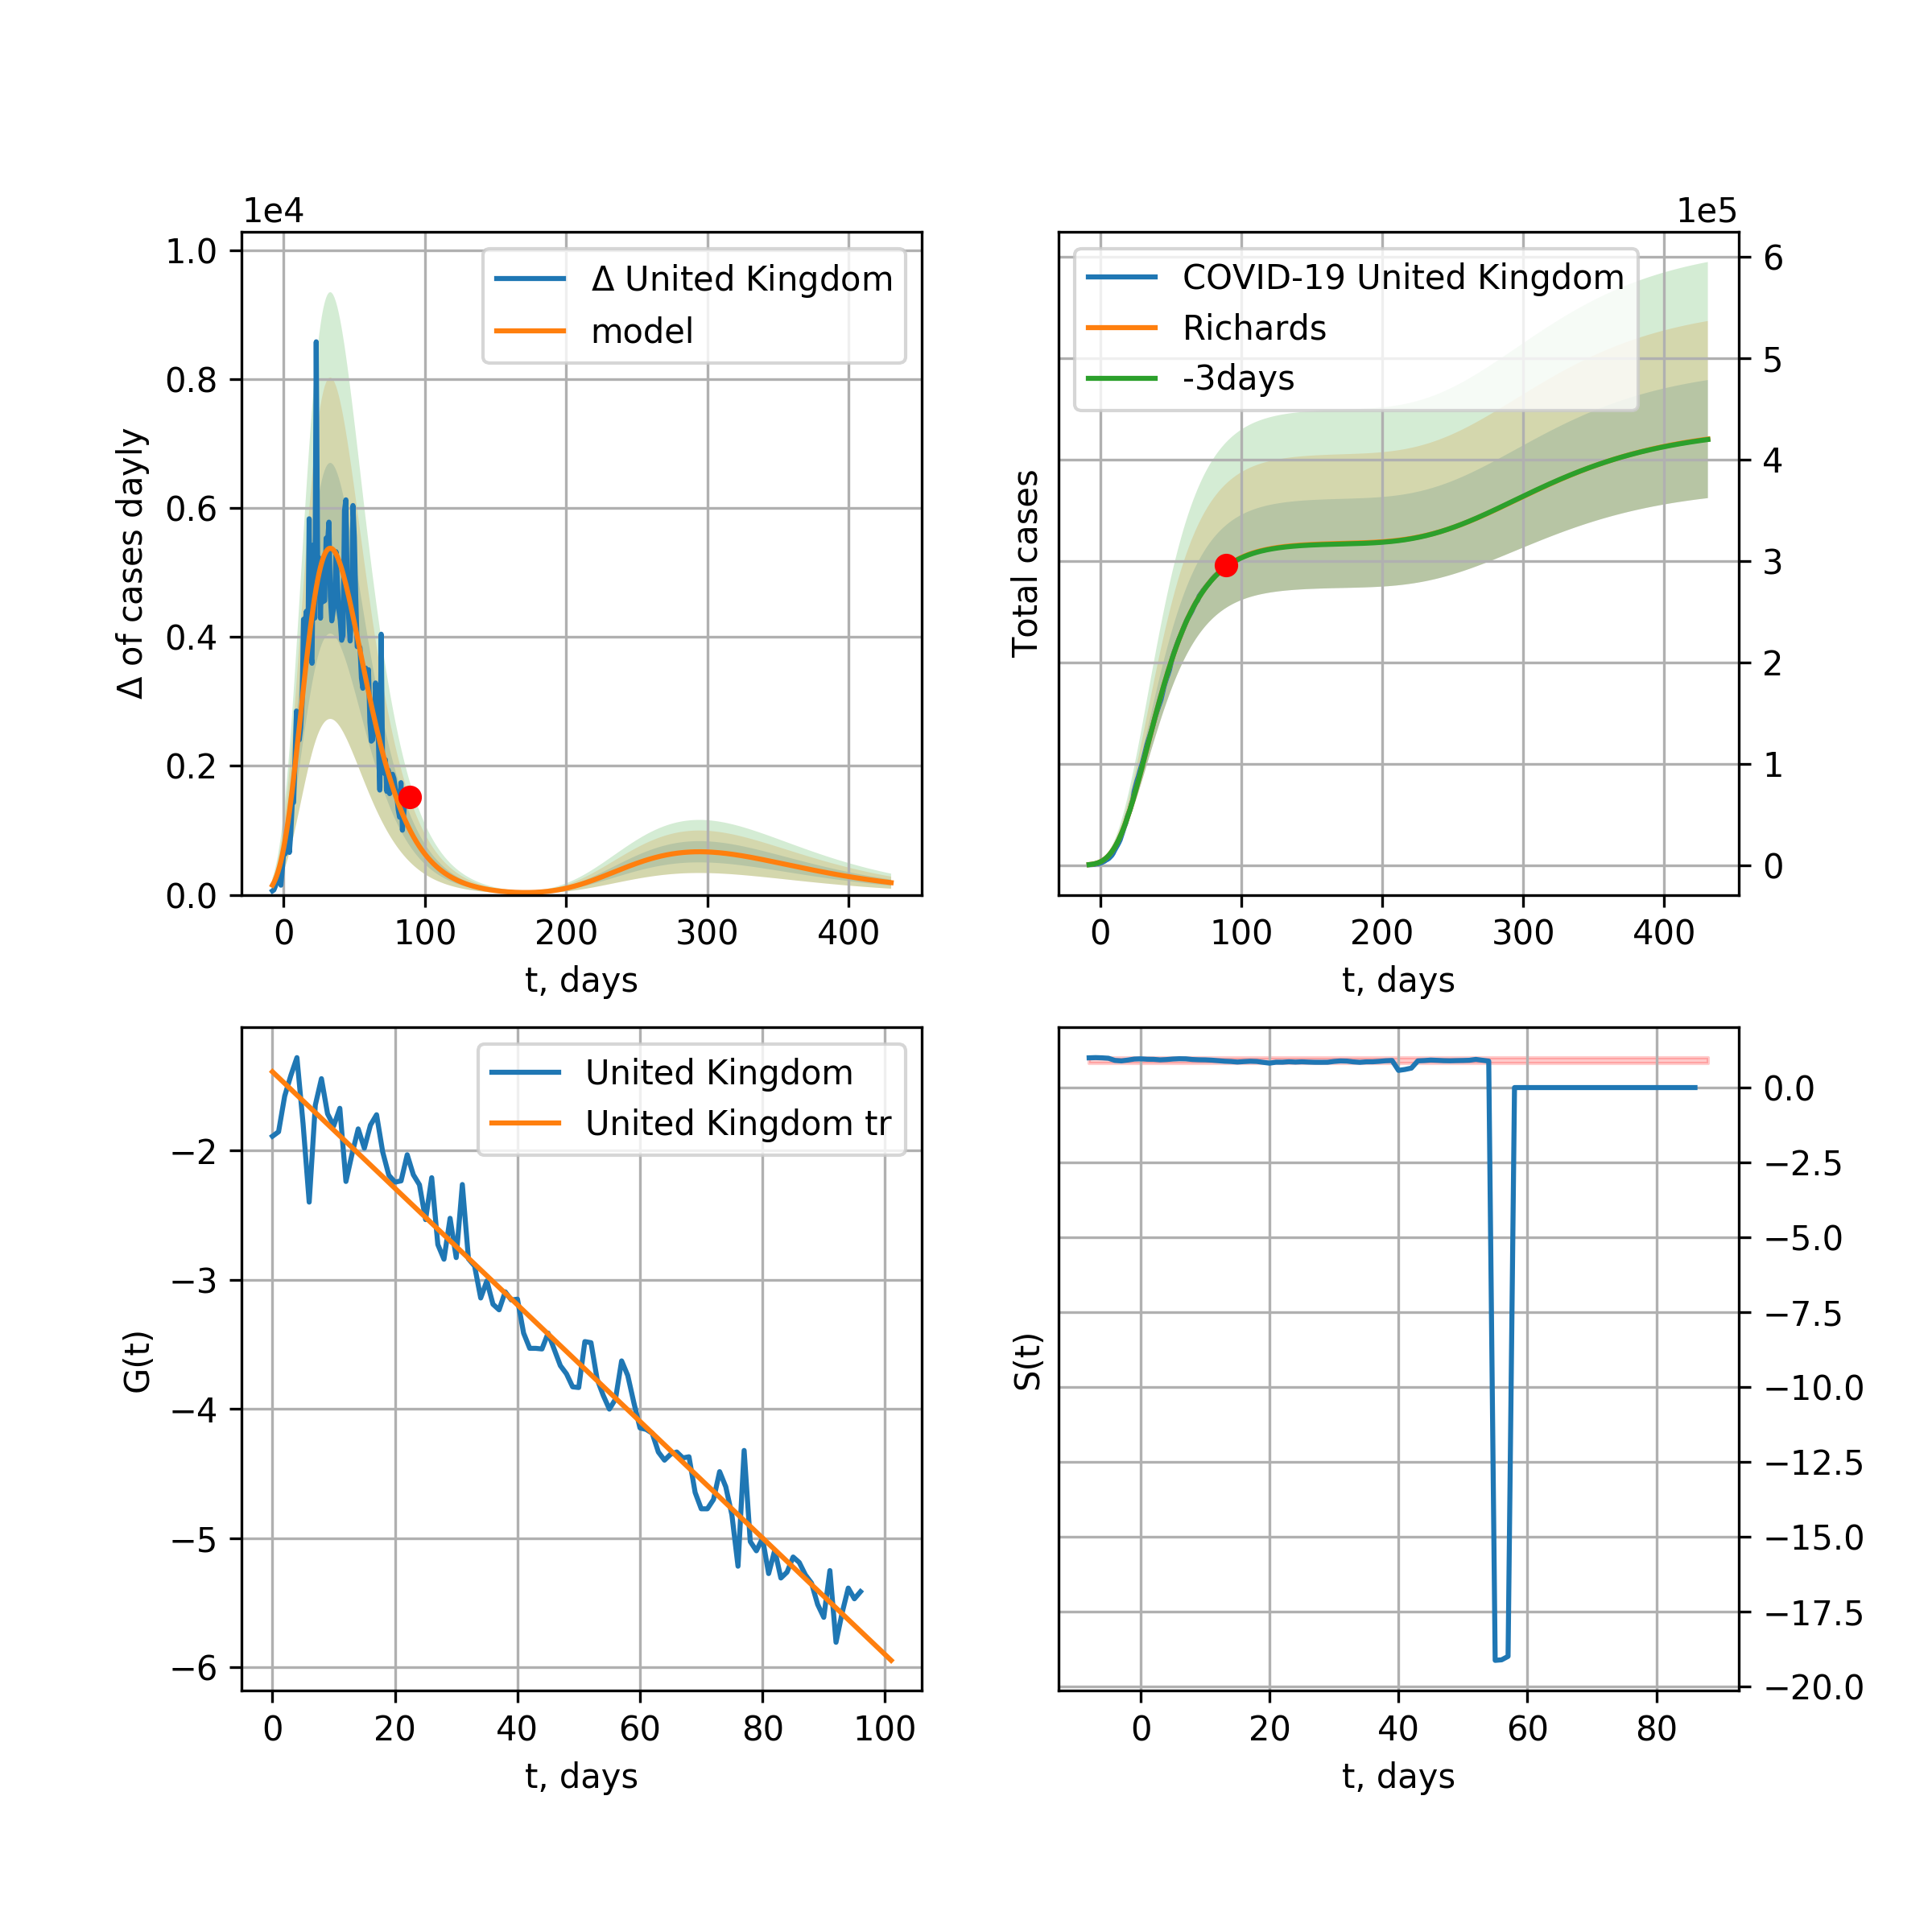 1e4
1.0
0.8
0.6
0.4
0.2
0.0
Δ of cases dayly
Δ United Kingdom
model
0 100 200 300 400
t, days
1e5
COVID-19 United Kingdom
Richards
-3days
Total cases
6
5
4
3
2
1
0
0 100 200 300 400
t, days
G(t)
−2
−3
−4
−5
−6
United Kingdom
United Kingdom tr
0 20 40 60 80 100
t, days
S(t)
0.0
−2.5
−5.0
−7.5
−10.0
−12.5
−15.0
−17.5
−20.0
0 20 40 60 80
t, days